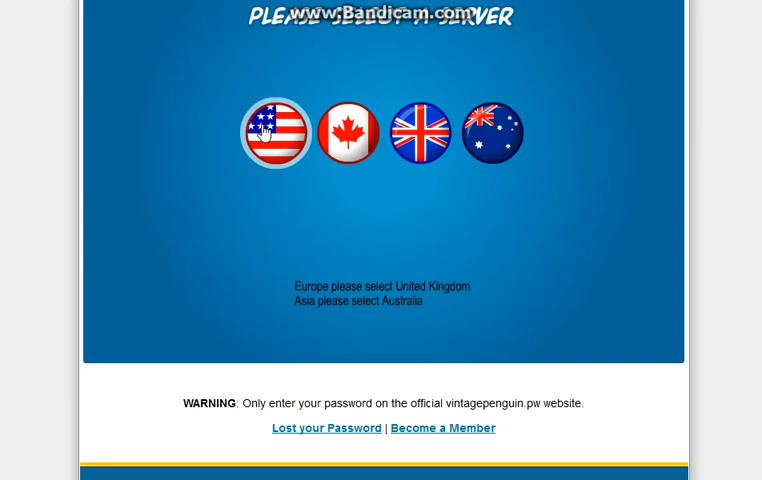 www.Bandicam.com
PLEASE SELECT A SERVER
Europe please select United Kingdom
Asia please select Australia
WARNING: Only enter your password on the official vintagepenguin.pw website.
Lost your Password | Become a Member